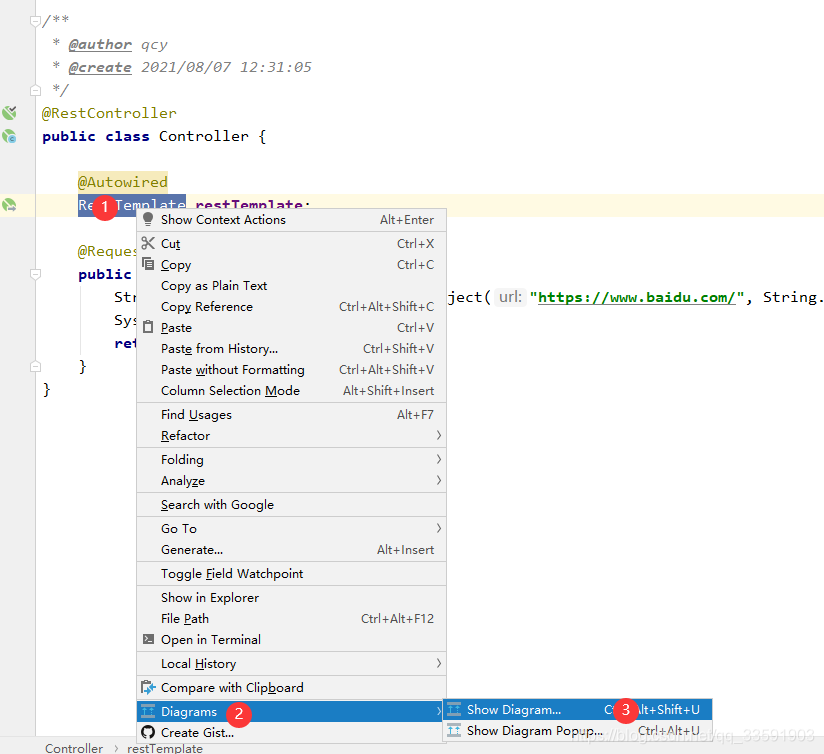 /**
* @author qcy
* @create 2021/08/07 12:31:05
*/
@RestController
public class Controller {
@Autowired
RestTemplate restTemplate;
1
Show Context Actions Alt+Enter
Cut Ctrl+X
@Reques
Copy Ctrl+C
public
Copy as Plain Text
Str ject( url: "https://www.baidu.com/", String.
Copy Reference Ctrl+Alt+Shift+C
Sys
Paste Ctrl+V
ret
Paste from History... Ctrl+Shift+V
}
Paste without Formatting Ctrl+Alt+Shift+V
}
Column Selection Mode Alt+Shift+Insert
Find Usages Alt+F7
Refactor
Folding
Analyze
Search with Google
Go To
Generate... Alt+Insert
Toggle Field Watchpoint
Show in Explorer
File Path Ctrl+Alt+F12
Open in Terminal
Local History
Compare with Clipboard
Diagrams 2
Show Diagram... 3 Alt+Shift+U
Create Gist...
Show Diagram Popup... Ctrl+Alt+U
Controller > restTemplate